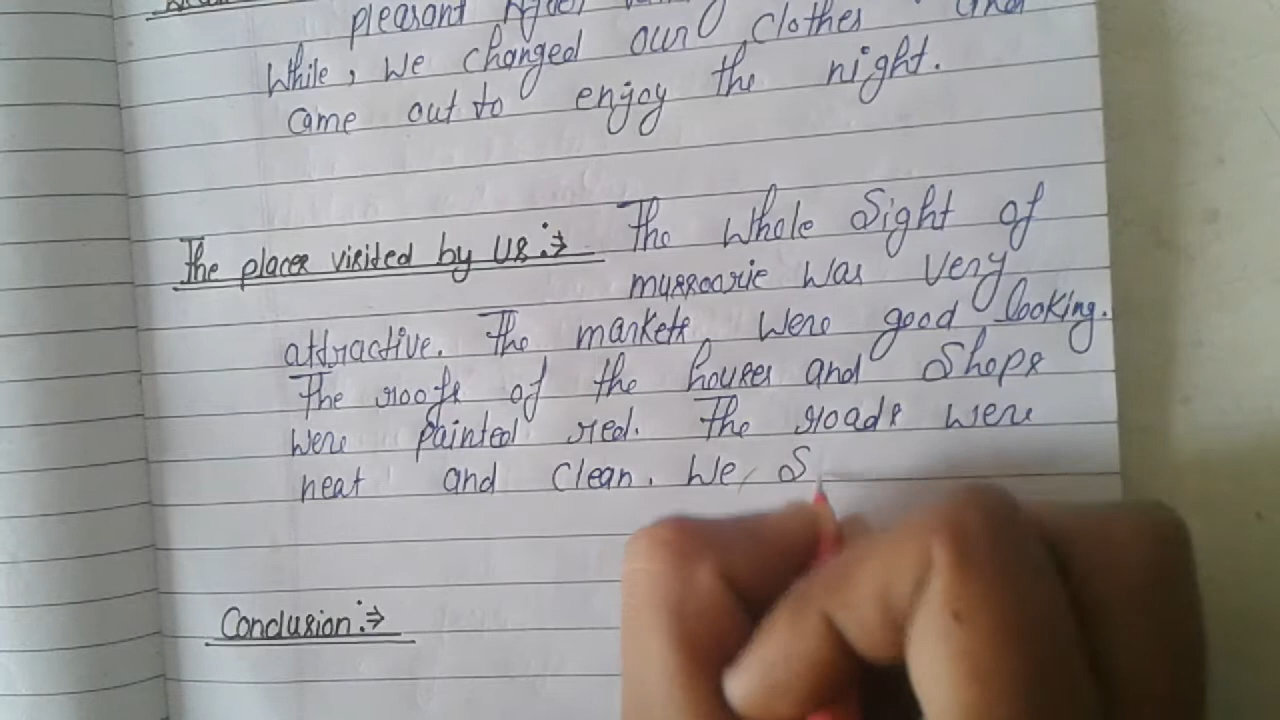 pleasant
While, we changed our clothes and
came out to enjoy the night.
The places visited by us:→ The whole Sight of
mussoorie was very
attractive. The markets were good looking.
The roofs of the houses and Shops
were painted red. The roads were
neat and clean. We, S
Conclusion:→